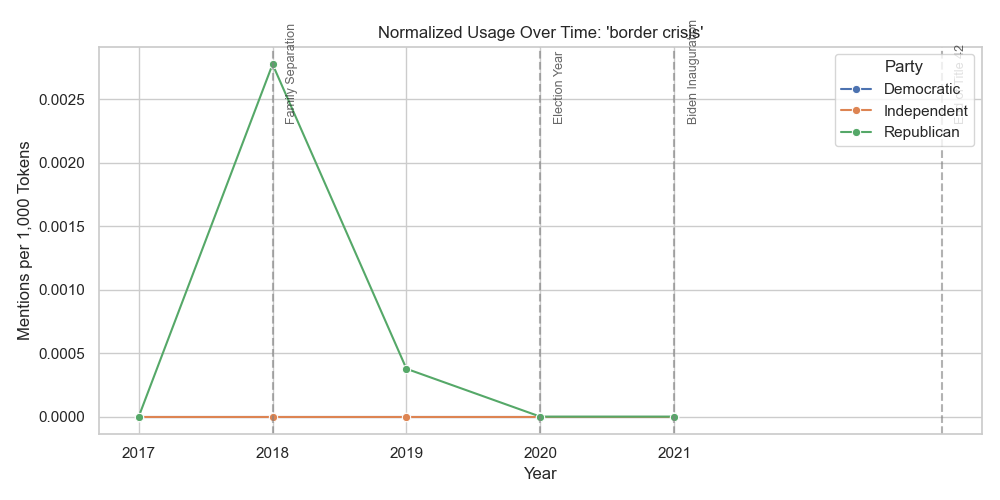 Normalized Usage Over Time: 'border crisis'
Family Separation
Election Year
Biden Inauguration
Title 42
Party
Democratic
Independent
Republican
Mentions per 1,000 Tokens
0.0025
0.0020
0.0015
0.0010
0.0005
0.0000
2017
2018
2019
2020
2021
Year